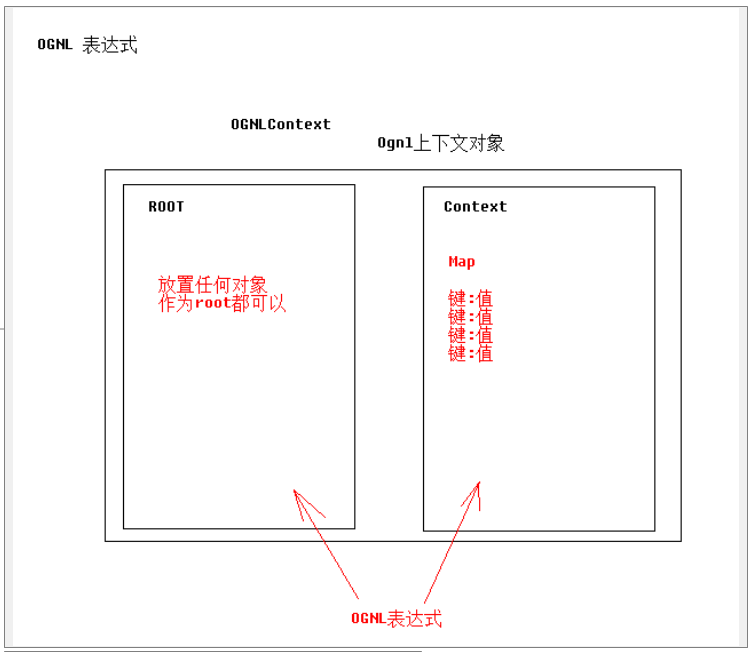 OGNL 表达式
OGNLContext
Ognl上下文对象
ROOT
放置任何对象
作为root都可以
Context
Map
键:值
键:值
键:值
键:值
OGNL表达式